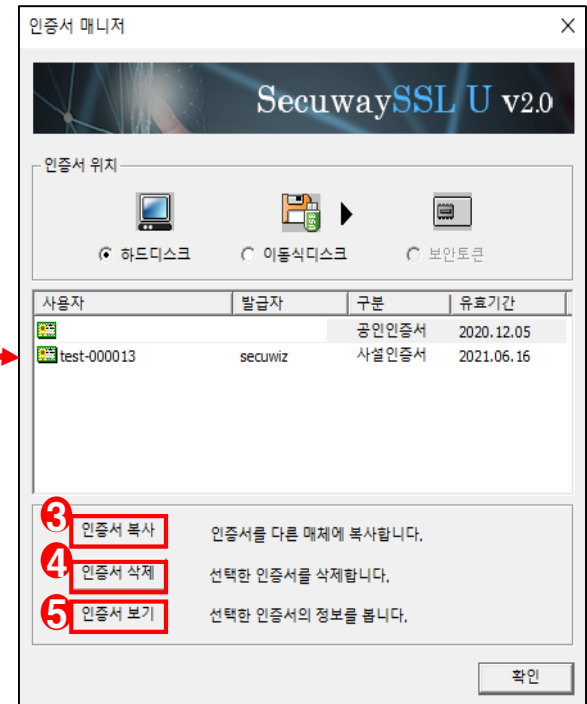 인증서 매니저
SecuwaySSL U v2.0
인증서 위치
하드디스크 이동식디스크 보안토큰
사용자 발급자 구분 유효기간
공인인증서 2020.12.05
test-000013 secuwiz 사설인증서 2021.06.16
3 인증서 복사 인증서를 다른 매체에 복사합니다.
4 인증서 삭제 선택한 인증서를 삭제합니다.
5 인증서 보기 선택한 인증서의 정보를 봅니다.
확인